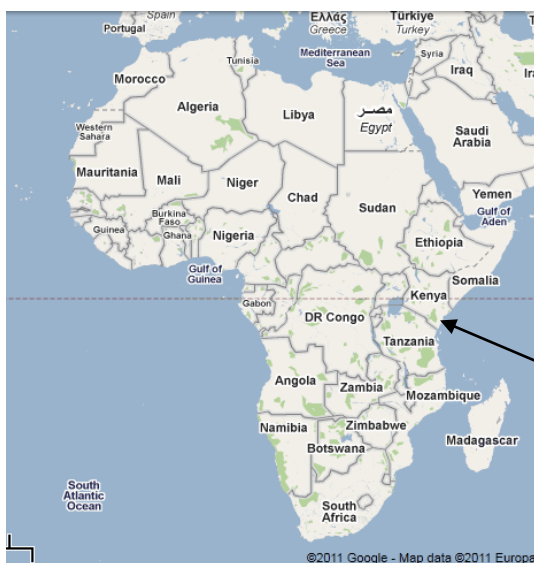 Spain
Portugal
Ελλάς
Greece
Türkiye
Turkey
Mediterranean
Sea
Tunisia
Syria
Iraq
Morocco
Algeria
Libya
مصر
Egypt
Saudi
Arabia
Western
Sahara
Mauritania
Mali
Niger
Chad
Sudan
Yemen
Gulf of
Aden
Burkina
Faso
Guinea
Ghana
Nigeria
Ethiopia
Somalia
Gulf of
Guinea
Gabon
DR Congo
Kenya
Tanzania
Angola
Zambia
Mozambique
Namibia
Zimbabwe
Botswana
Madagascar
South
Atlantic
Ocean
South
Africa
©2011 Google - Map data ©2011 Europa